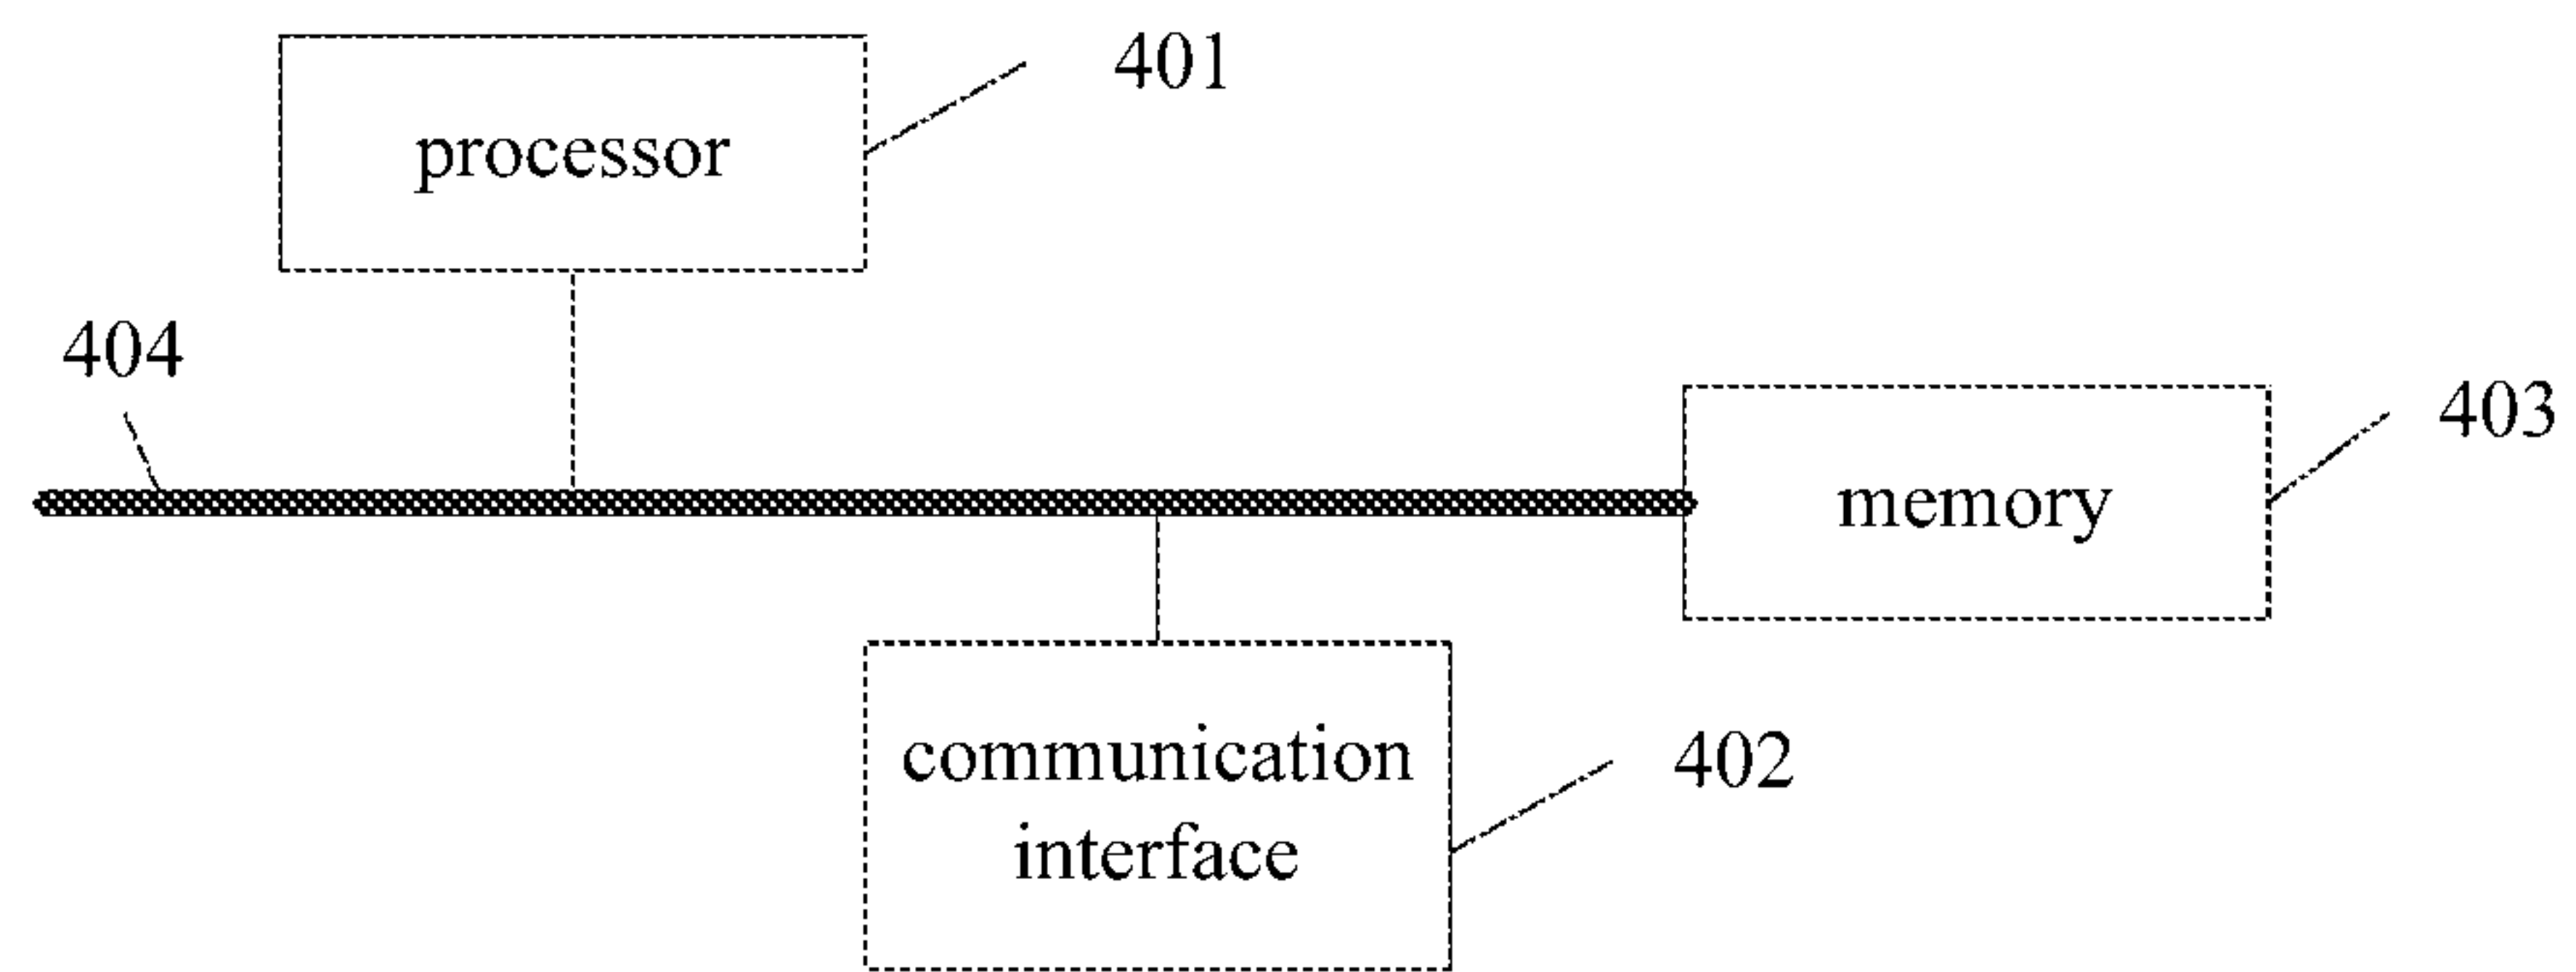 401
processor
404
403
memory
communication
interface
402